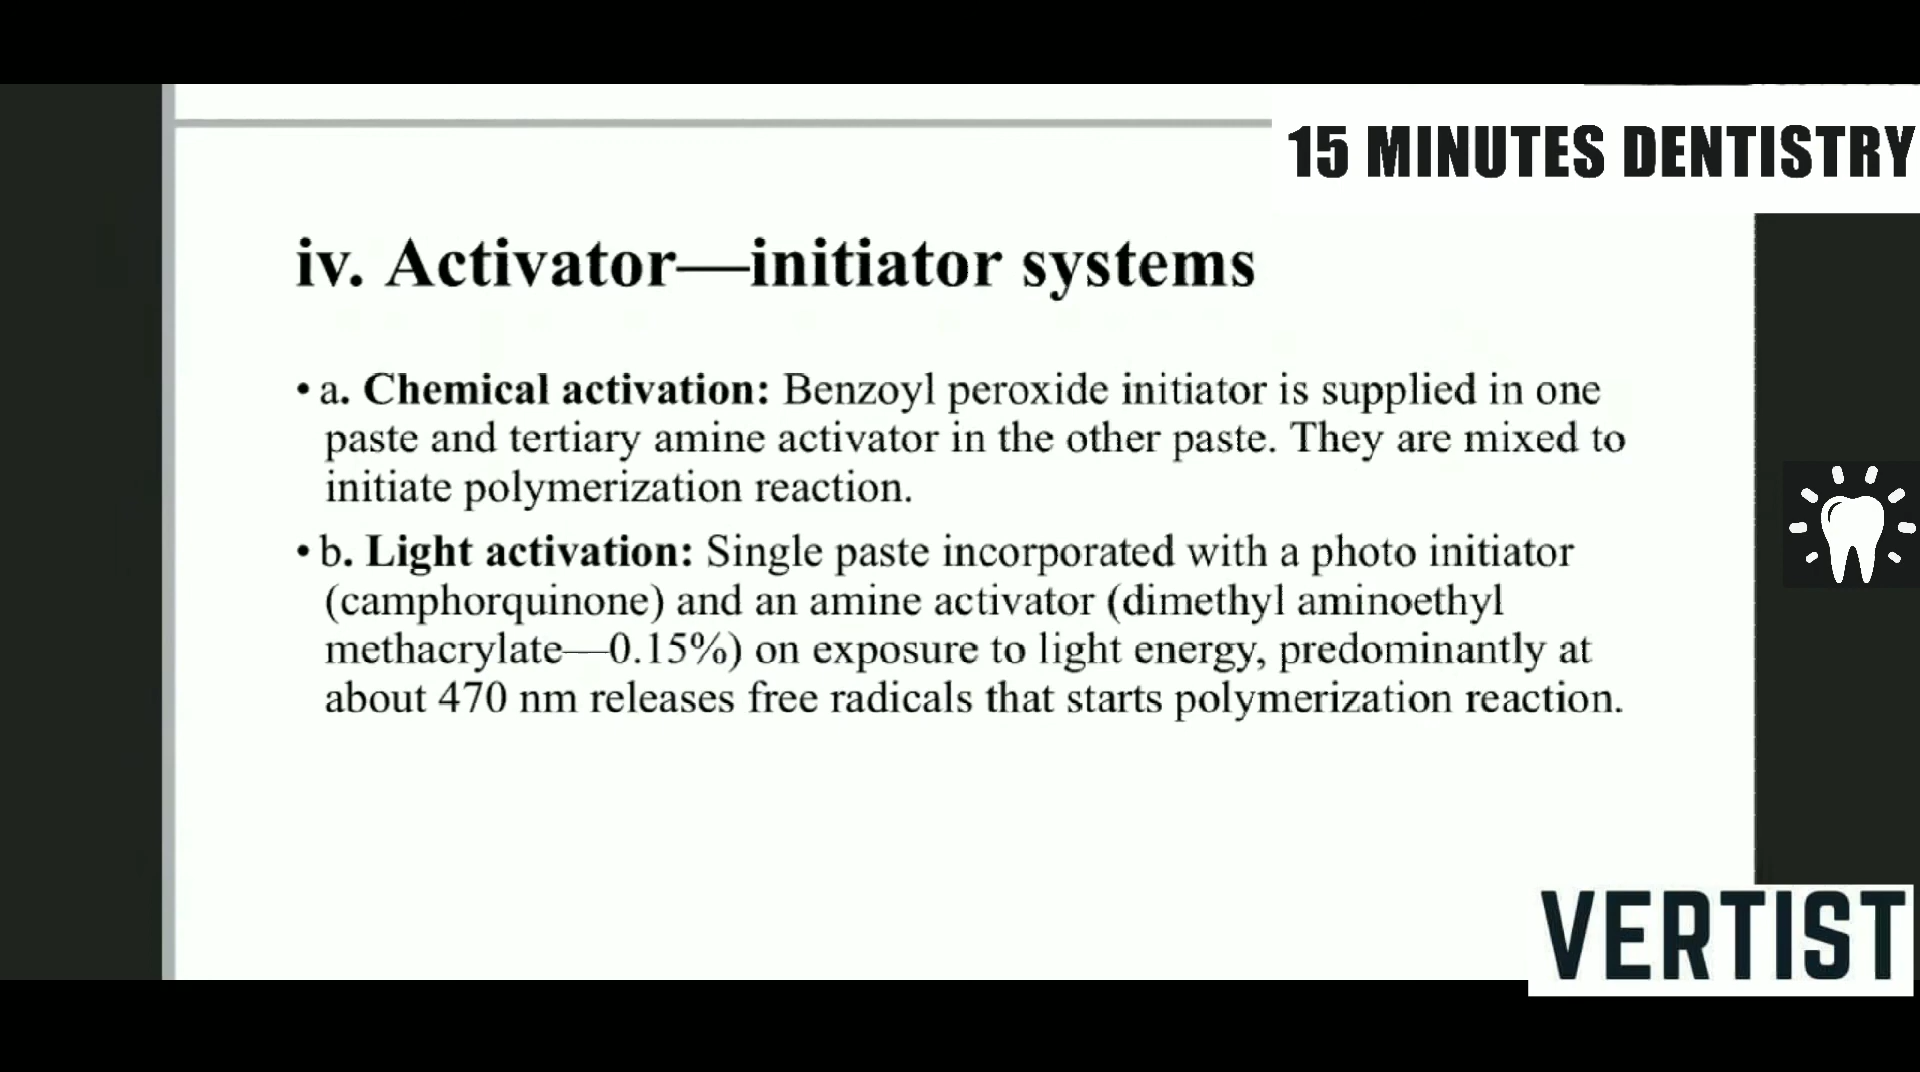 15 MINUTES DENTISTRY
iv. Activator—initiator systems
• a. Chemical activation: Benzoyl peroxide initiator is supplied in one
paste and tertiary amine activator in the other paste. They are mixed to
initiate polymerization reaction.
• b. Light activation: Single paste incorporated with a photo initiator
(camphorquinone) and an amine activator (dimethyl aminoethyl
methacrylate—0.15%) on exposure to light energy, predominantly at
about 470 nm releases free radicals that starts polymerization reaction.
VERTIST